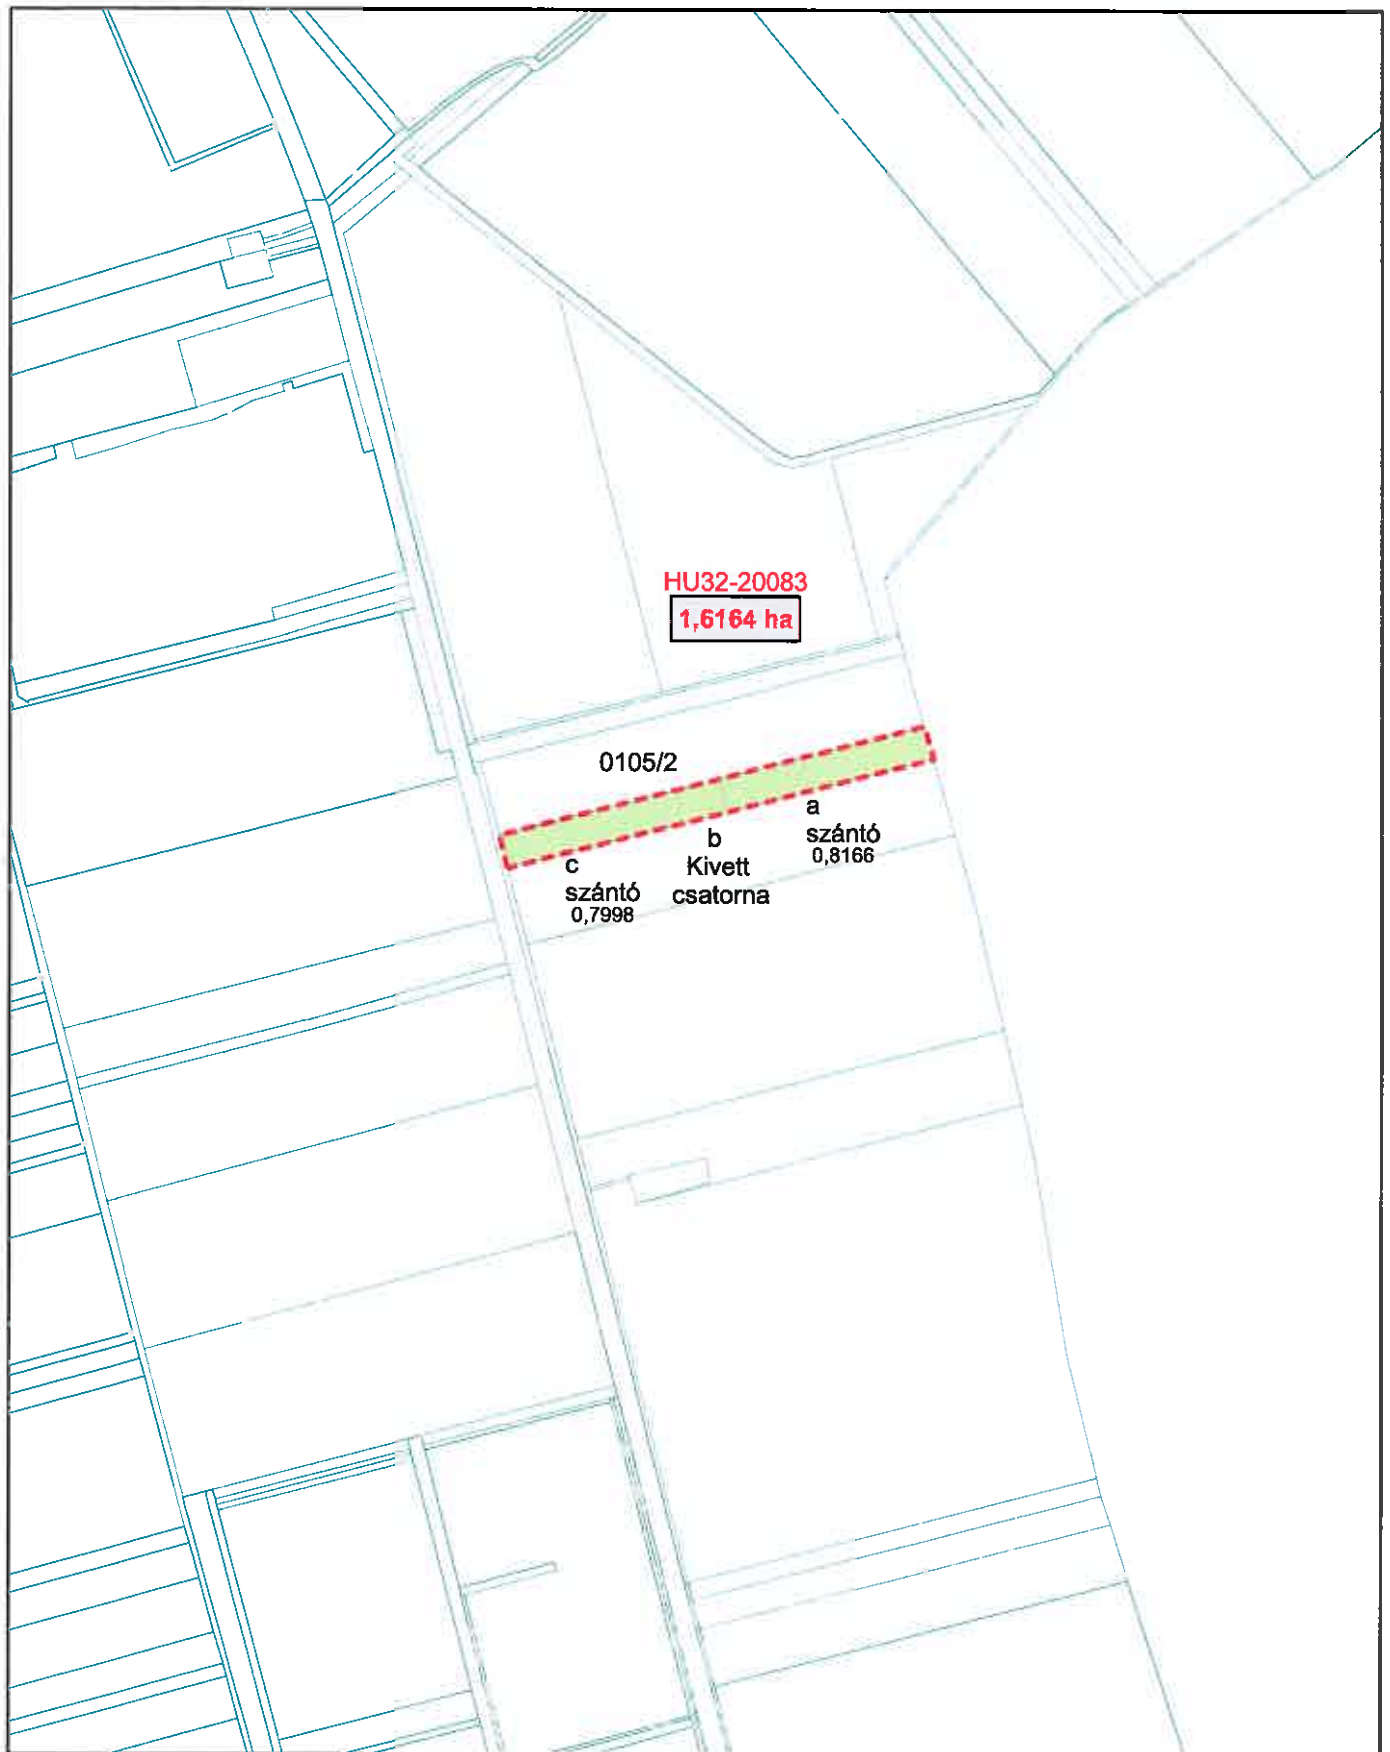 HU32-20083
1,6164 ha
0105/2
a
szántó
0,8166
b
Kivett
csatorna
c
szántó
0,7998